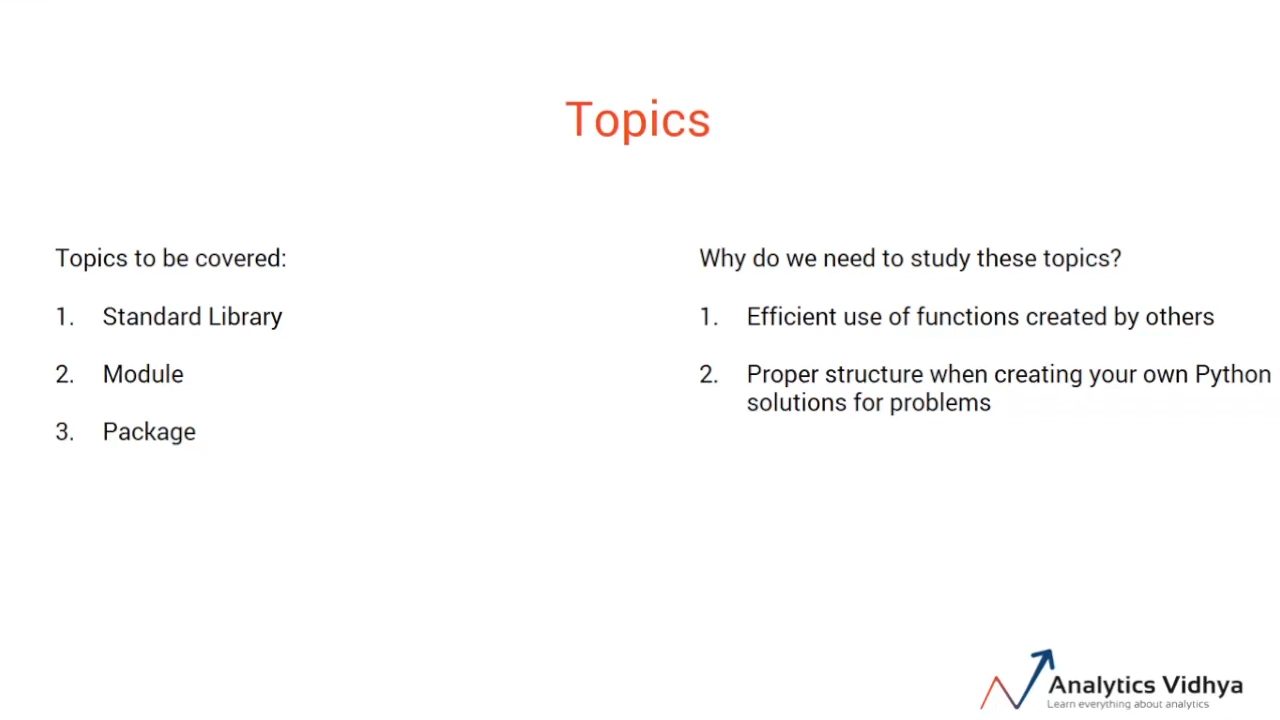 Topics
Topics to be covered:
1. Standard Library
2. Module
3. Package
Why do we need to study these topics?
1. Efficient use of functions created by others
2. Proper structure when creating your own Python
solutions for problems
Analytics Vidhya
Learn everything about analytics